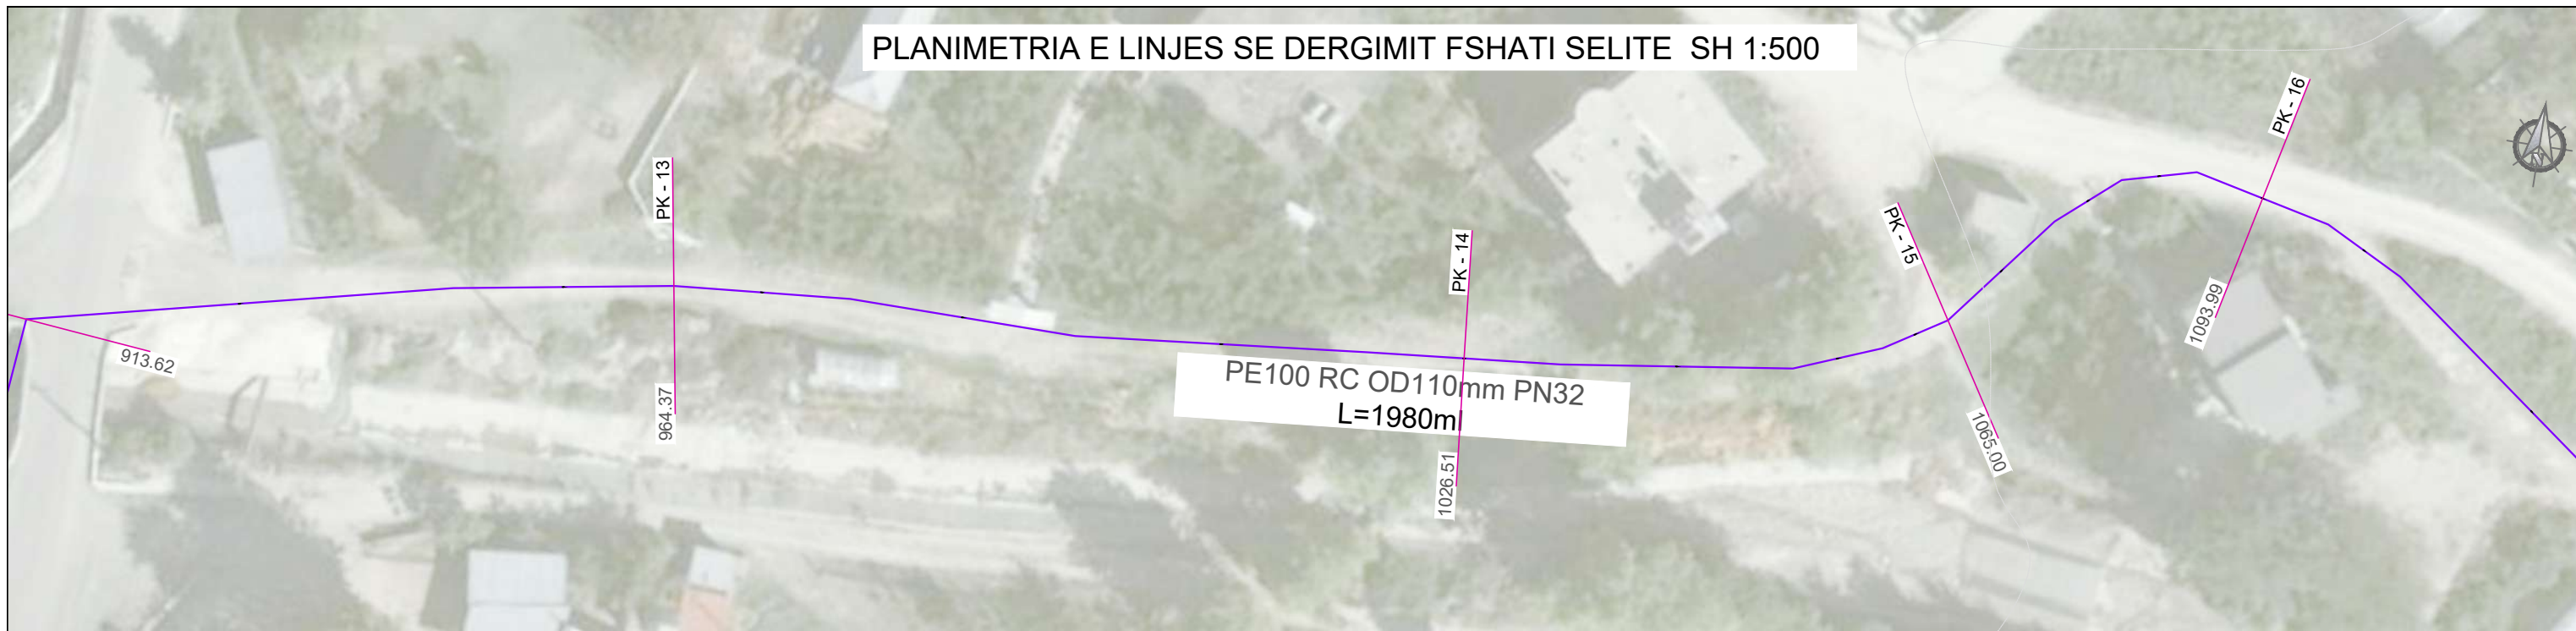 PLANIMETRIA E LINJES SE DERGIMIT FSHATI SELITE SH 1:500
PK - 16
N
PK - 13
PK - 14
PK - 15
1093.99
913.62
964.37
PE100 RC OD110mm PN32
L=1980ml
1065.00
1026.51